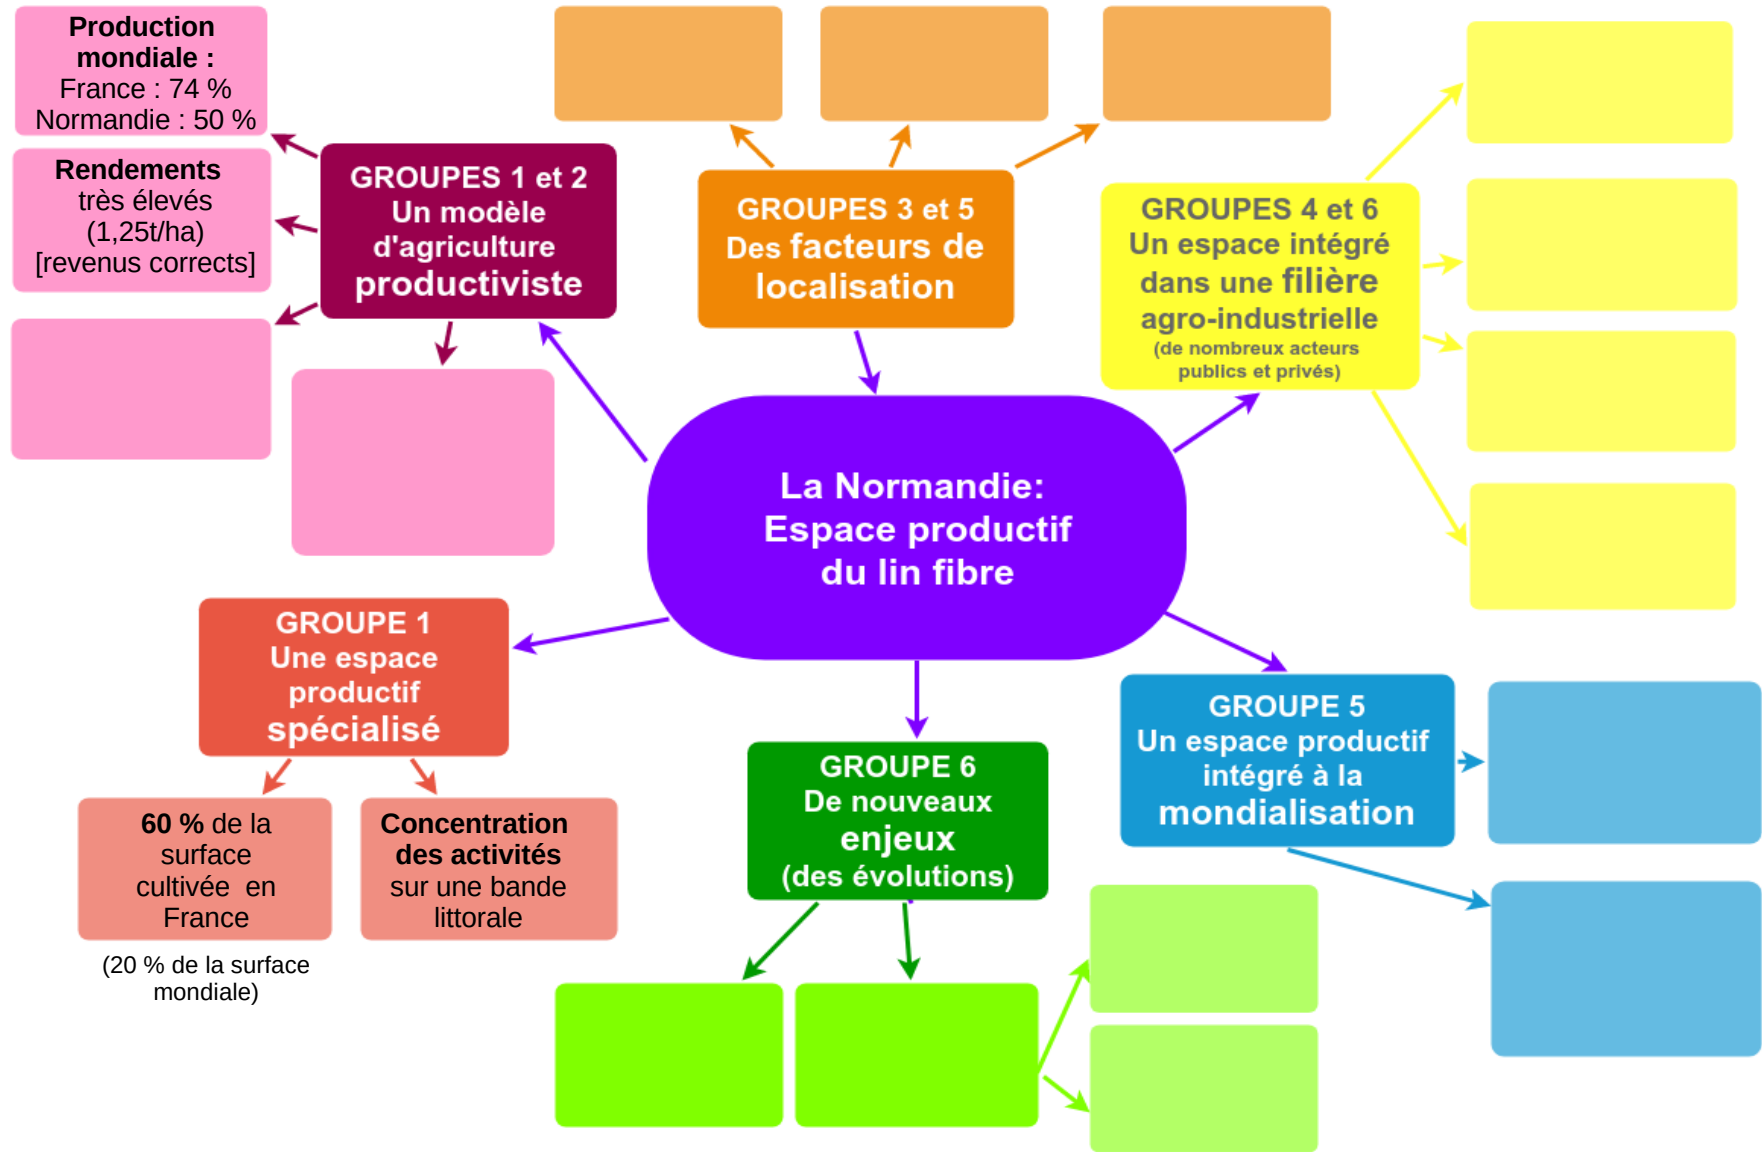 Production
mondiale :
France : 74 %
Normandie : 50 %
Rendements
très élevés
(1,25t/ha)
[revenus corrects]
GROUPES 1 et 2
Un modèle
d'agriculture
productiviste
GROUPES 3 et 5
Des facteurs de
localisation
GROUPES 4 et 6
Un espace intégré
dans une filière
agro-industrielle
(de nombreux acteurs
publics et privés)
La Normandie:
Espace productif
du lin fibre
GROUPE 1
Une espace
productif
spécialisé
60 % de la
surface
cultivée en
France
(20 % de la surface
mondiale)
Concentration
des activités
sur une bande
littorale
GROUPE 6
De nouveaux
enjeux
(des évolutions)
GROUPE 5
Un espace productif
intégré à la
mondialisation